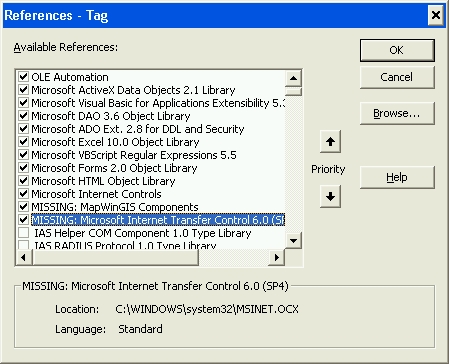 References - Tag
Available References:
OLE Automation
Microsoft ActiveX Data Objects 2.1 Library
Microsoft Visual Basic for Applications Extensibility 5.3
Microsoft DAO 3.6 Object Library
Microsoft ADO Ext. 2.8 for DDL and Security
Microsoft Excel 10.0 Object Library
Microsoft VBScript Regular Expressions 5.5
Microsoft Forms 2.0 Object Library
Microsoft HTML Object Library
Microsoft Internet Controls
MISSING: MapWinGIS Components
MISSING: Microsoft Internet Transfer Control 6.0 (SP
IAS Helper COM Component 1.0 Type Library
IAS RADIUS Protocol 1.0 Type Library
OK
Cancel
Browse...
Priority
Help
MISSING: Microsoft Internet Transfer Control 6.0 (SP4)
Location: C:\WINDOWS\system32\MSINET.OCX
Language: Standard